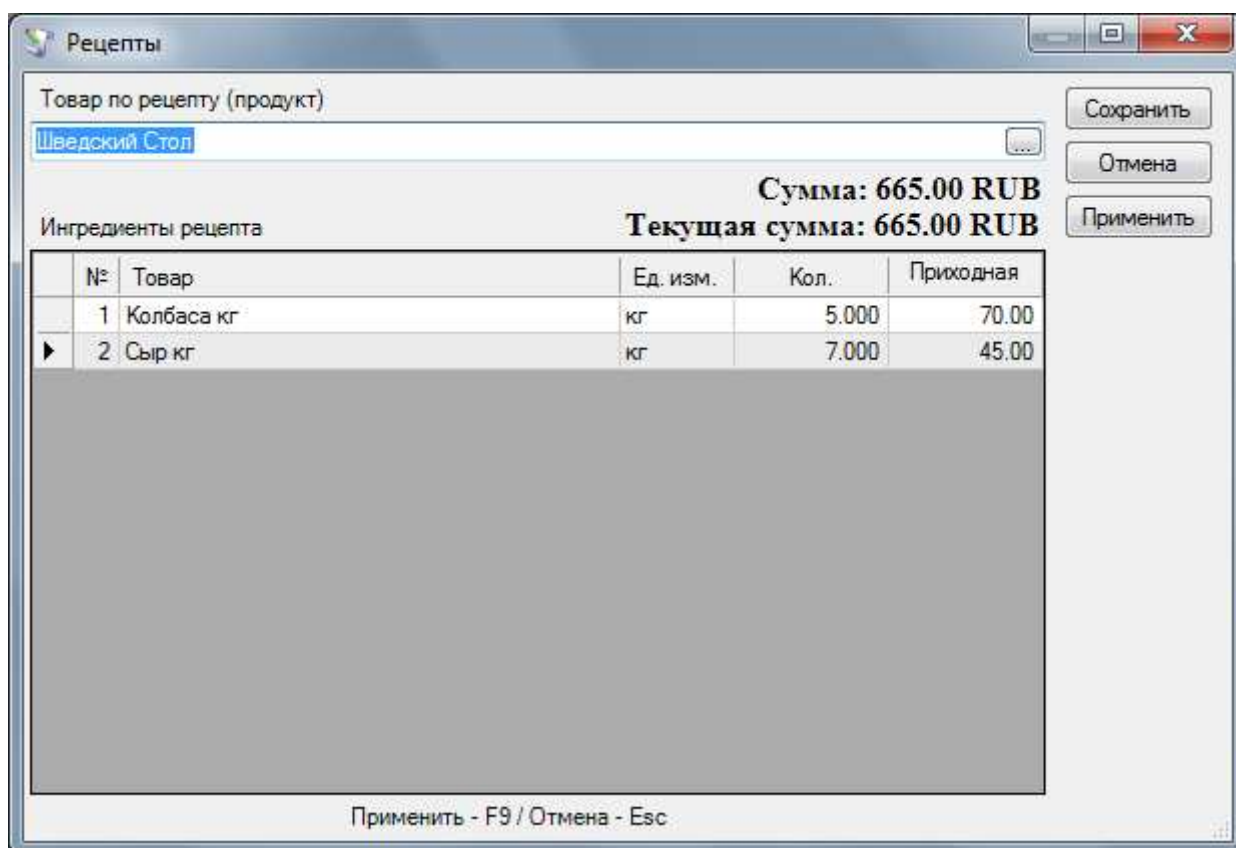 Рецепты
Товар по рецепту (продукт)
Сохранить
Шведский Стол
...
Отмена
Сумма: 665.00 RUB
Ингредиенты рецепта
Текущая сумма: 665.00 RUB
Применить
№ Товар Ед. изм. Кол. Приходная
1 Колбаса кг кг 5.000 70.00
2 Сыр кг кг 7.000 45.00
Применить - F9 / Отмена - Esc